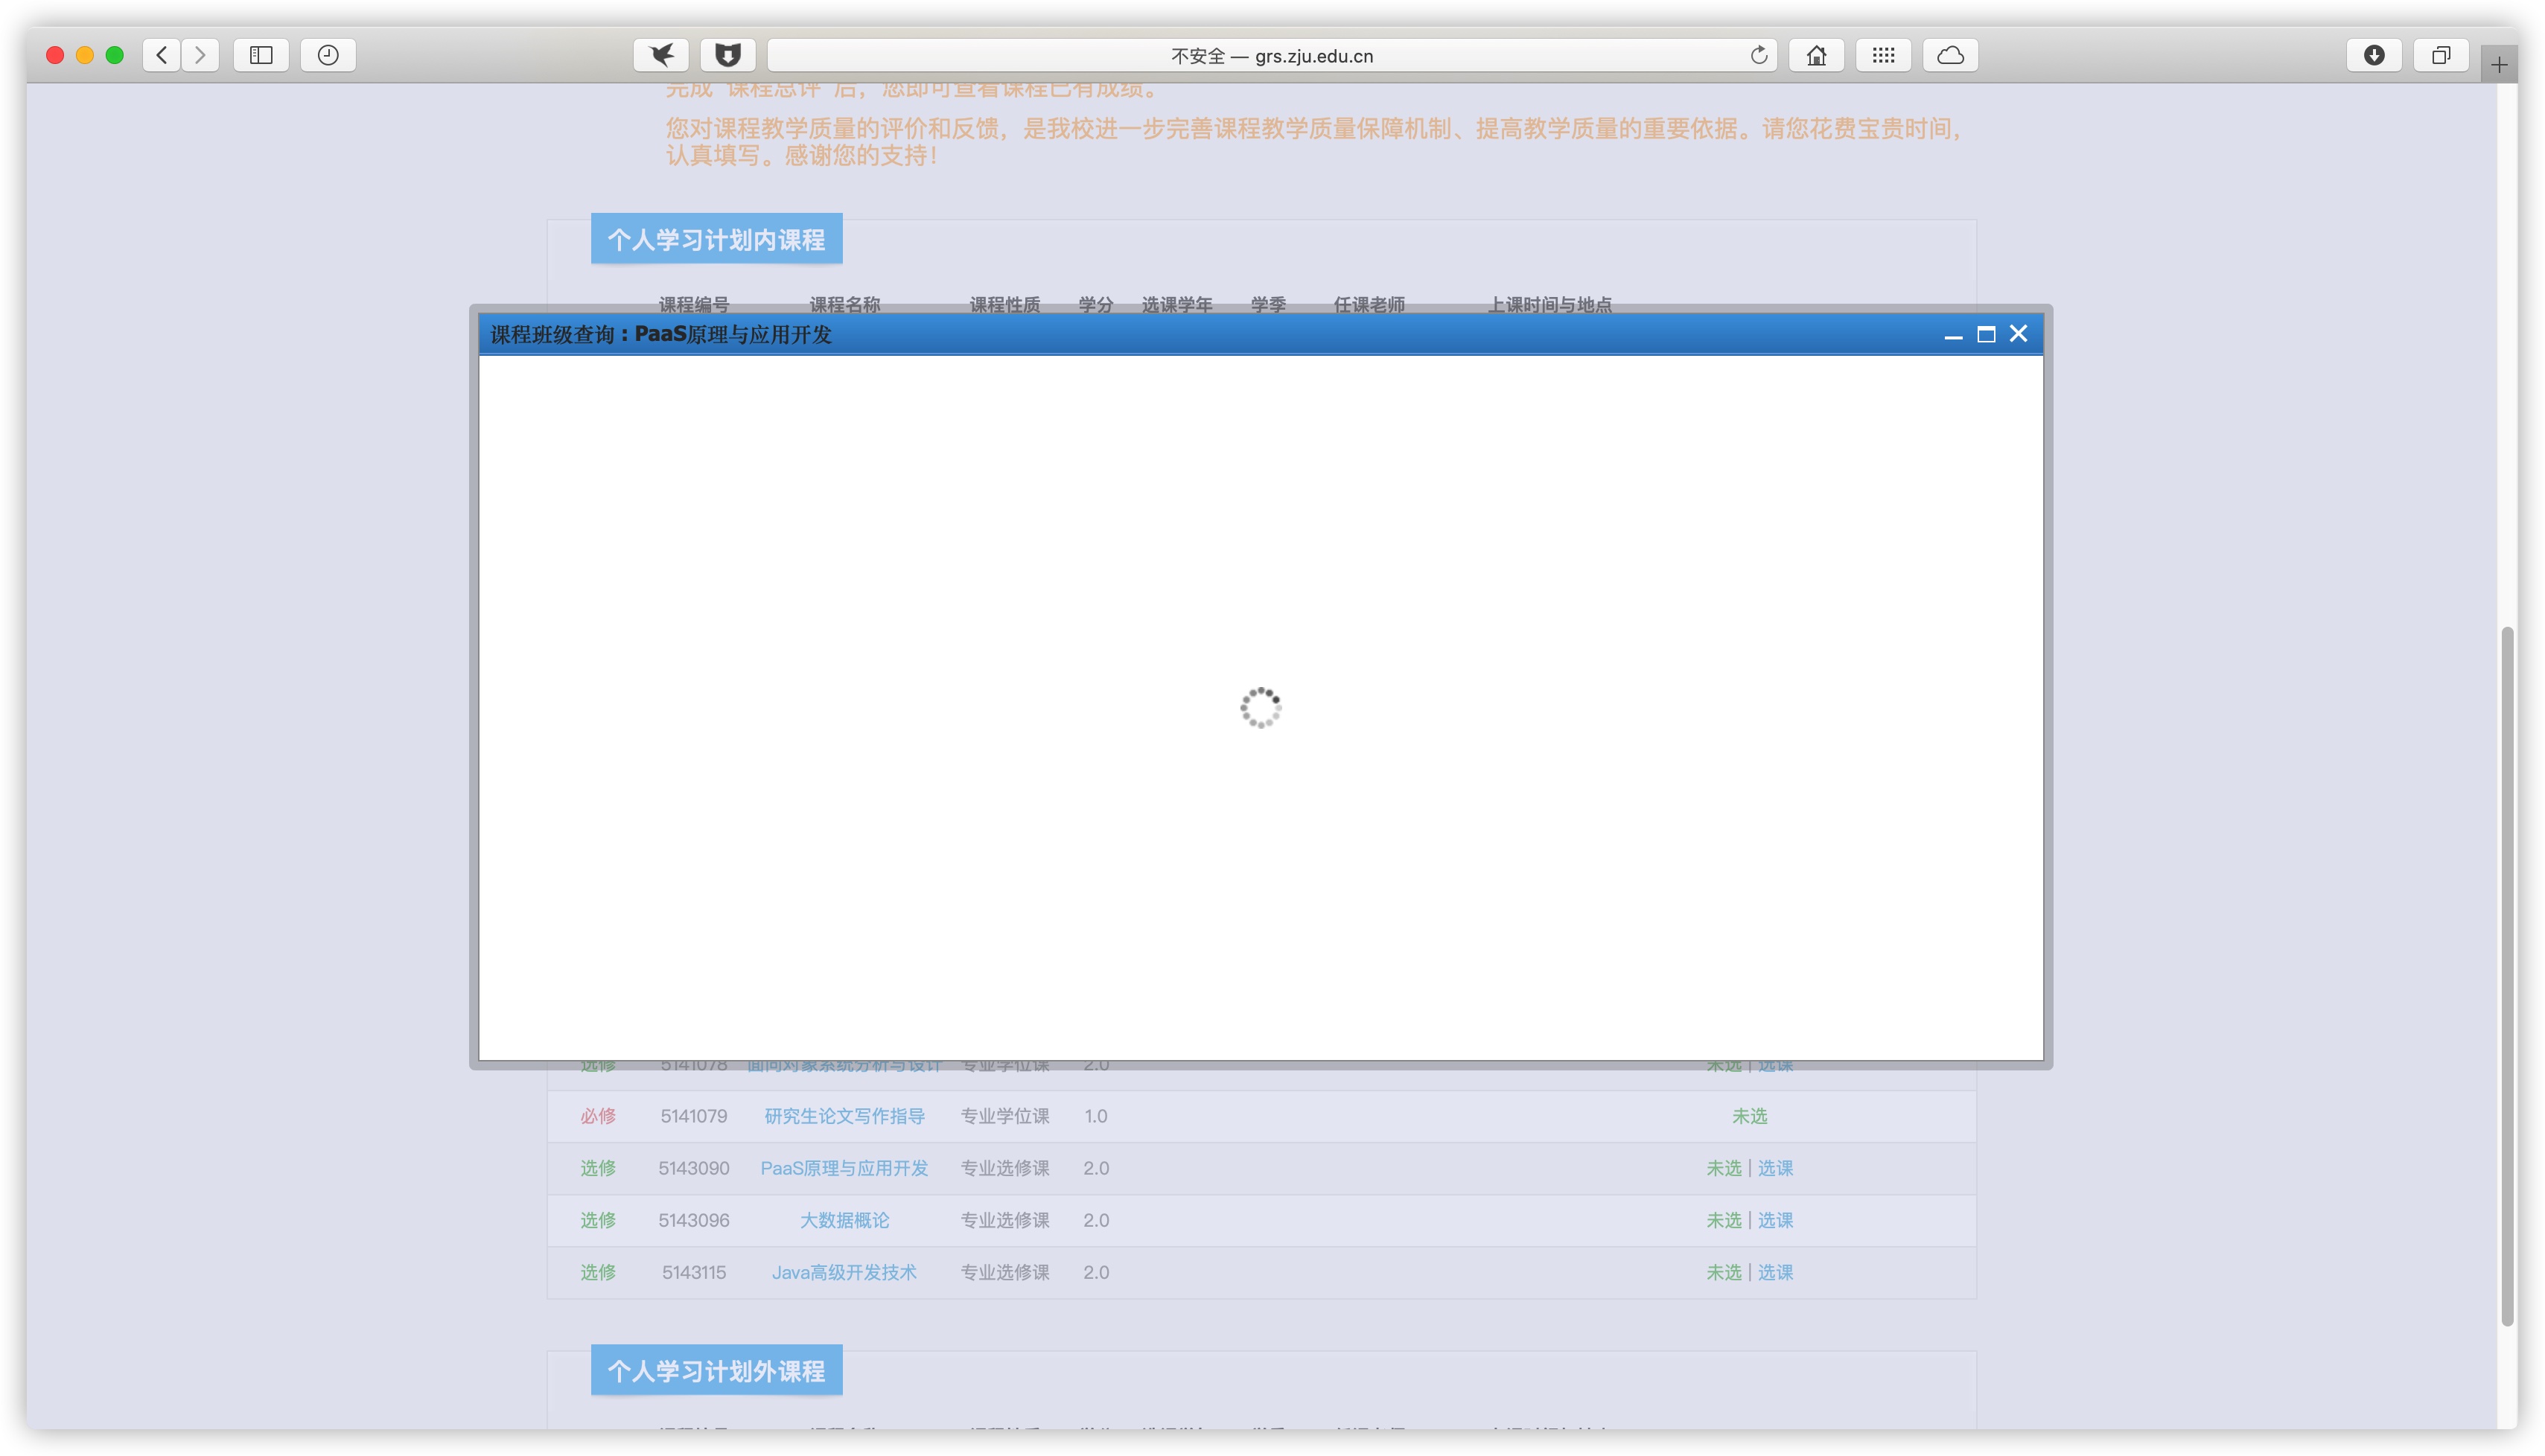 不安全 — grs.zju.edu.cn
完成“课程总评”后，您即可查看课程已有成绩。
您对课程教学质量的评价和反馈，是我校进一步完善课程教学质量保障机制、提高教学质量的重要依据。请您花费宝贵时间，
认真填写。感谢您的支持！
个人学习计划内课程
课程编号 课程名称 课程性质 学分 选课学年 学季 任课老师 上课时间与地点
课程班级查询：PaaS原理与应用开发
选修 5141078 面向对象系统分析与设计 专业学位课 2.0 未选 | 选课
必修 5141079 研究生论文写作指导 专业学位课 1.0 未选
选修 5143090 PaaS原理与应用开发 专业选修课 2.0 未选 | 选课
选修 5143096 大数据概论 专业选修课 2.0 未选 | 选课
选修 5143115 Java高级开发技术 专业选修课 2.0 未选 | 选课
个人学习计划外课程